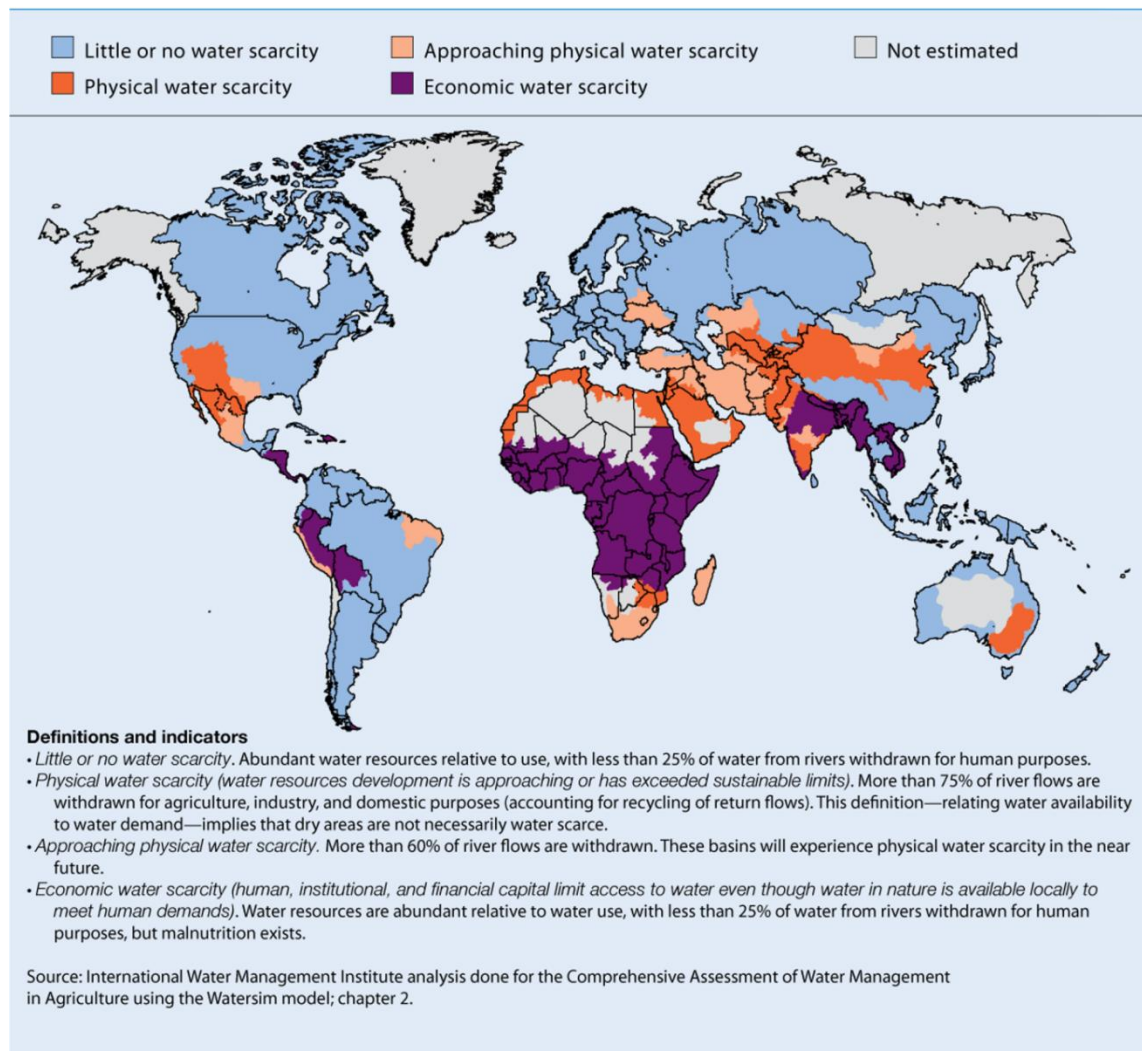 Little or no water scarcity
Approaching physical water scarcity
Not estimated
Physical water scarcity
Economic water scarcity
Definitions and indicators
• Little or no water scarcity. Abundant water resources relative to use, with less than 25% of water from rivers withdrawn for human purposes.
• Physical water scarcity (water resources development is approaching or has exceeded sustainable limits). More than 75% of river flows are
withdrawn for agriculture, industry, and domestic purposes (accounting for recycling of return flows). This definition—relating water availability
to water demand—implies that dry areas are not necessarily water scarce.
• Approaching physical water scarcity. More than 60% of river flows are withdrawn. These basins will experience physical water scarcity in the near
future.
• Economic water scarcity (human, institutional, and financial capital limit access to water even though water in nature is available locally to
meet human demands). Water resources are abundant relative to water use, with less than 25% of water from rivers withdrawn for human
purposes, but malnutrition exists.
Source: International Water Management Institute analysis done for the Comprehensive Assessment of Water Management
in Agriculture using the Watersim model; chapter 2.